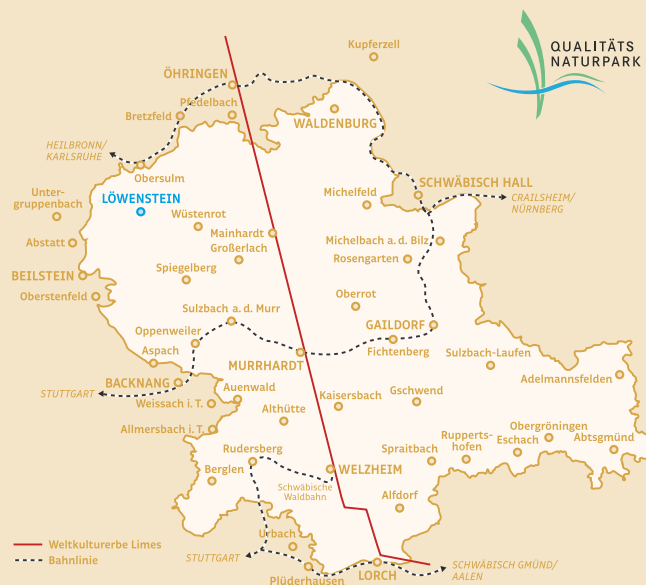 Kupferzell
QUALITÄTS
NATURPARK
ÖHRINGEN
Pfedelbach
Bretzfeld
WALDENBURG
HEILBRONN/
KARLSRUHE
Obersulm
SCHWÄBISCH HALL
Unter-
gruppenbach
LÖWENSTEIN
Michelfeld
CRAILSHEIM/
NÜRNBERG
Wüstenrot
Mainhardt
Abstatt
Michelbach a. d. Bilz
Großerlach
Rosengarten
BEILSTEIN
Spiegelberg
Oberstenfeld
Oberrot
Sulzbach a. d. Murr
GAILDORF
Oppenweiler
Aspach
Fichtenberg
Sulzbach-Laufen
MURRHARDT
Adelmannsfelden
BACKNANG
STUTTGART
Auenwald
Kaisersbach
Gschwend
Weissach i. T.
Althütte
Allmersbach i. T.
Obergröningen
Rupperts-
hofen
Eschach
Abtsgmünd
Rudersberg
Spraitbach
Berglen
WELZHEIM
Schwäbische
Waldbahn
Alfdorf
Urbach
Weltkulturerbe Limes
Bahnlinie
STUTTGART
Plüderhausen
LORCH
SCHWÄBISCH GMÜND/
AALEN